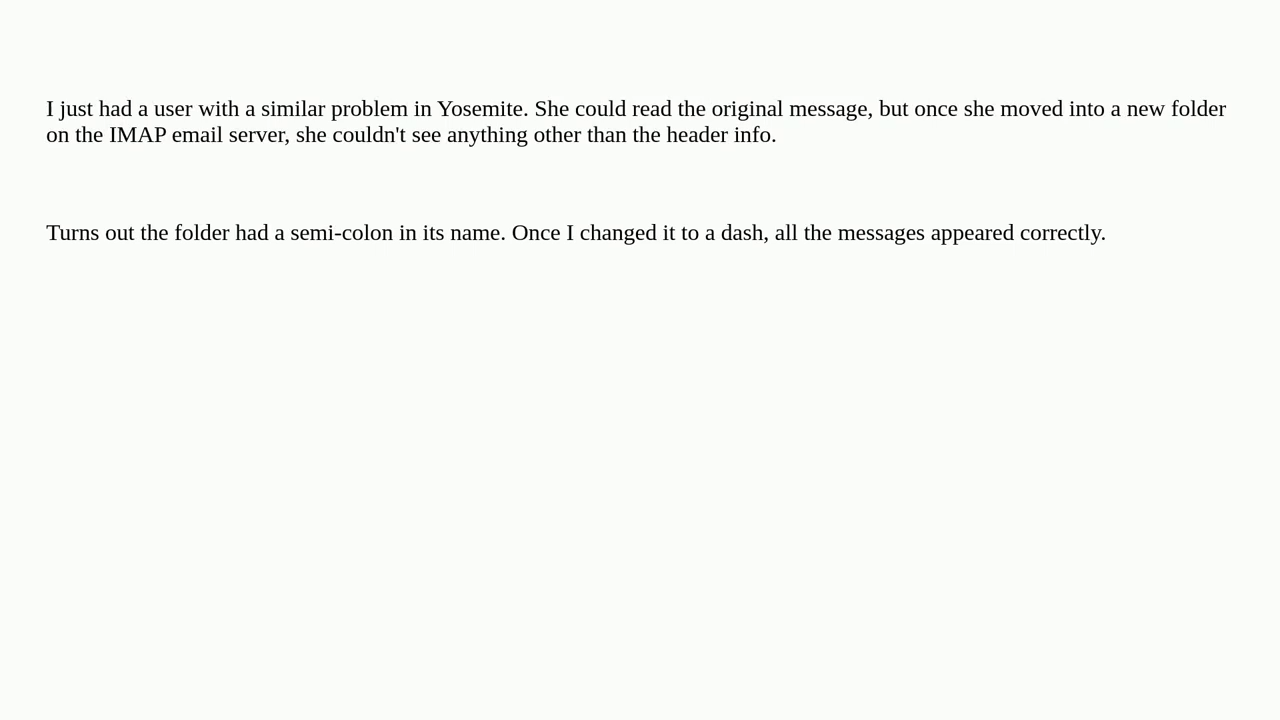 I just had a user with a similar problem in Yosemite. She could read the original message, but once she moved into a new folder
on the IMAP email server, she couldn't see anything other than the header info.
Turns out the folder had a semi-colon in its name. Once I changed it to a dash, all the messages appeared correctly.